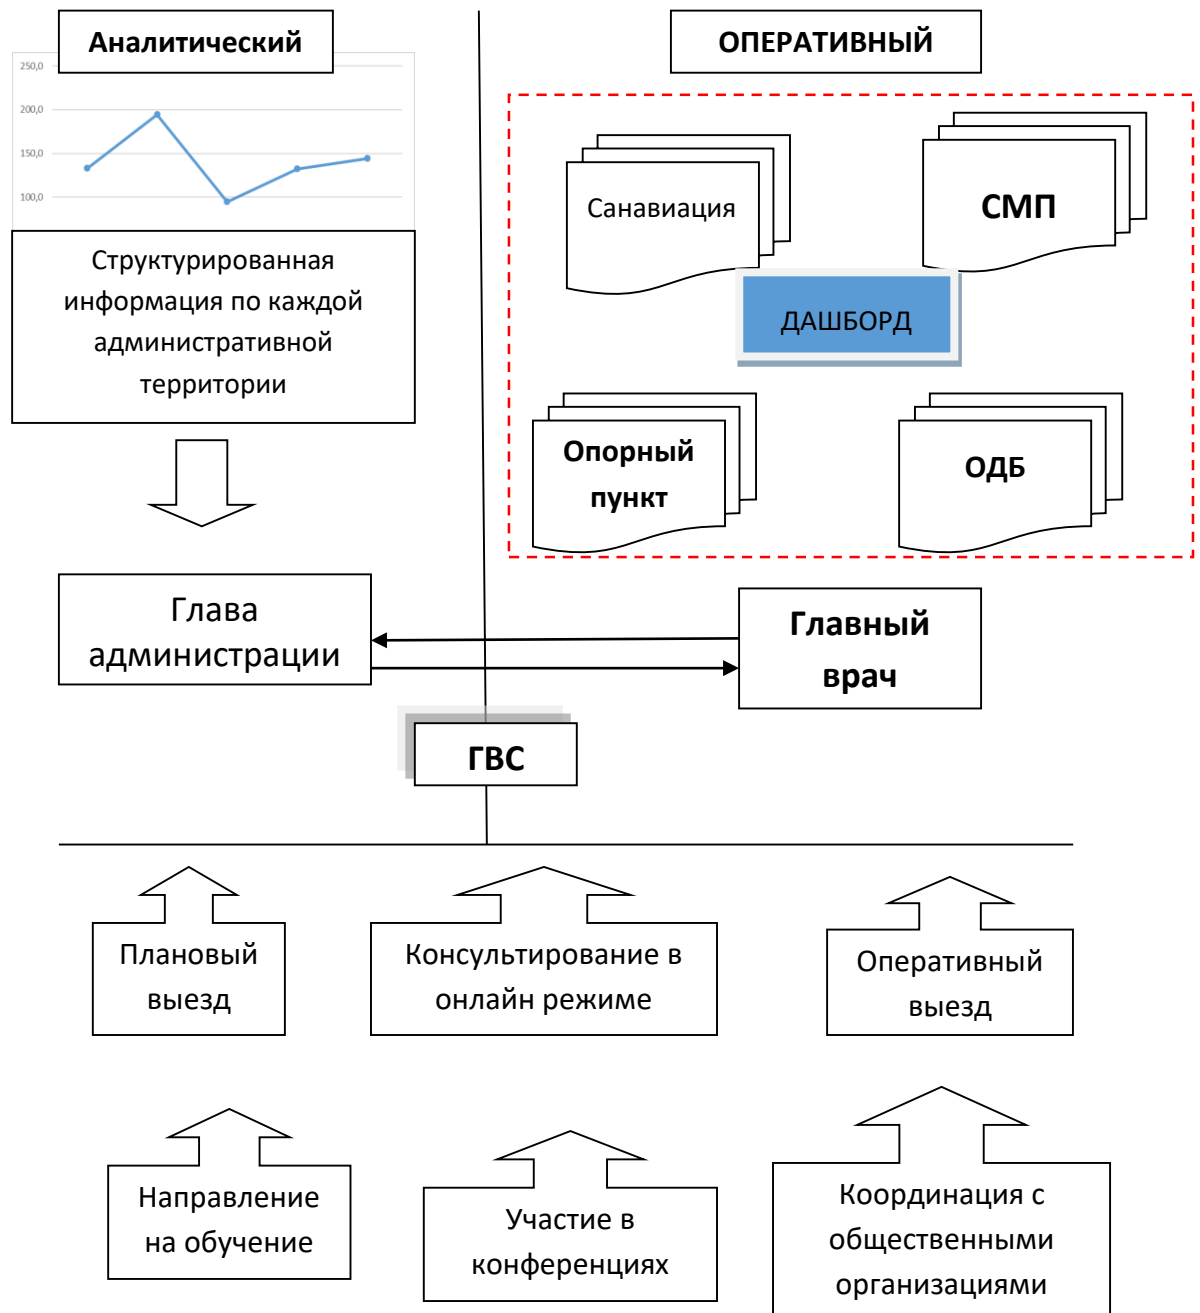 Аналитический
ОПЕРАТИВНЫЙ
250,0
200,0
150,0
100,0
Санавиация
СМП
Структурированная
информация по каждой
административной
территории
ДАШБОРД
Опорный
пункт
ОДБ
Глава
администрации
Главный
врач
ГВС
Плановый
выезд
Консультирование в
онлайн режиме
Оперативный
выезд
Направление
на обучение
Участие в
конференциях
Координация с
общественными
организациями